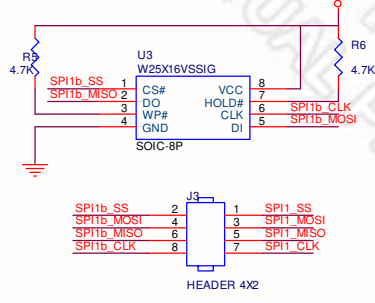 R5
4.7K
U3
W25X16VSSIG
R6
4.7K
SPI1b_SS 1 CS# VCC 8
SPI1b_MISO 2 DO HOLD# 7
3 WP# CLK 6 SPI1b_CLK
4 GND DI 5 SPI1b_MOSI
SOIC-8P
J3
SPI1b_SS 2 1 SPI1_SS
SPI1b_MOSI 4 3 SPI1_MOSI
SPI1b_MISO 6 5 SPI1_MISO
SPI1b_CLK 8 7 SPI1_CLK
HEADER 4X2